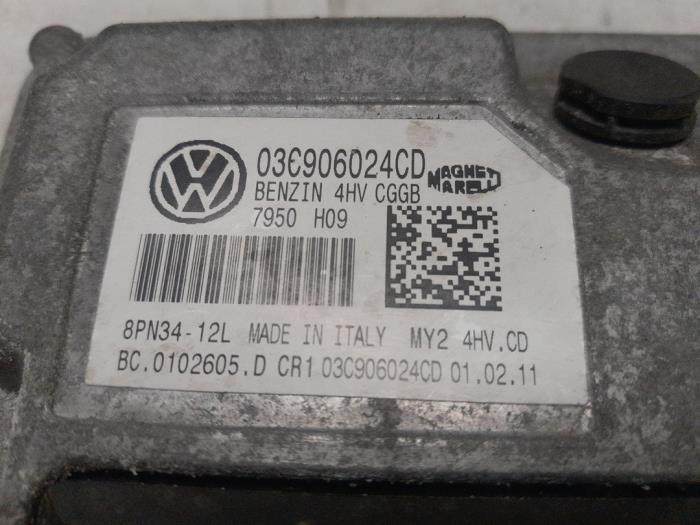 03C906024CD
BENZIN 4HV CGGB
MAGNETI
MARELLI
7950 H09
8PN34-12L MADE IN ITALY MY2 4HV.CD
BC.0102605.D CR1 03C906024CD 01.02.11